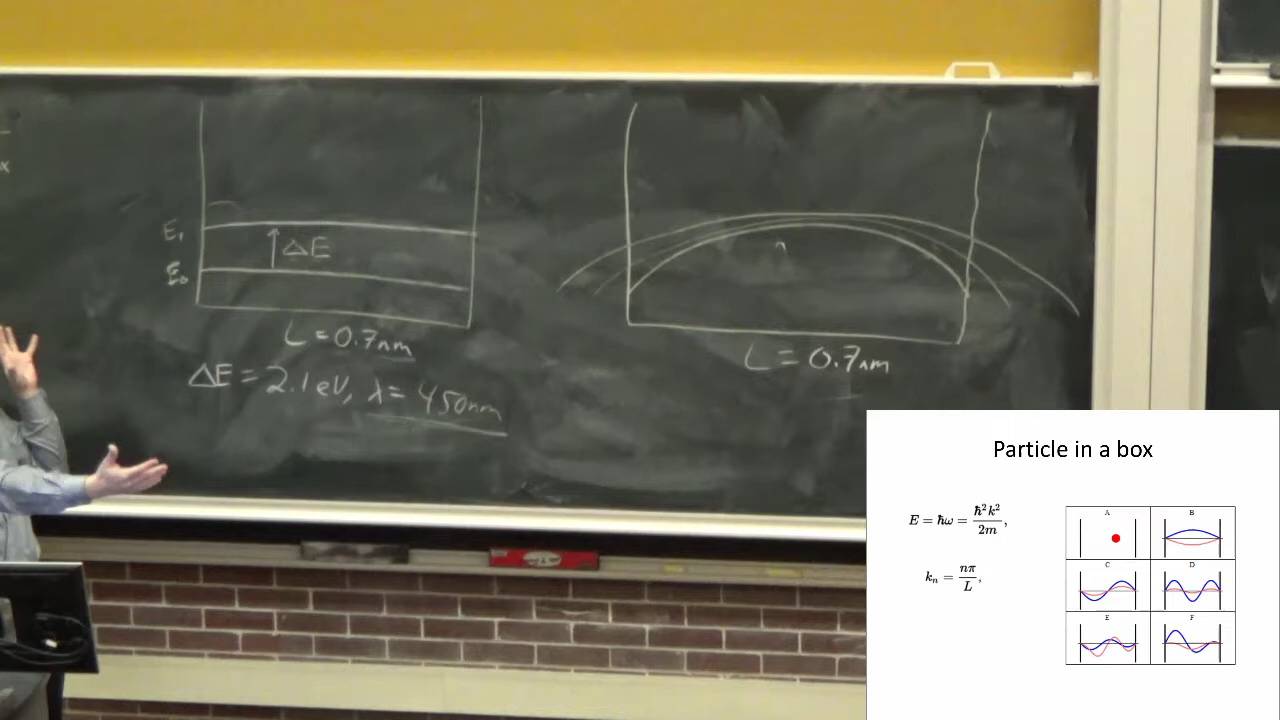 x
E₁
ΔE
E₀
L = 0.7nm
ΔE = 2.1eV, λ = 450nm
L = 0.7nm
Particle in a box
E = ħω = ħ²k²/2m,
kₙ = nπ/L,
A
B
C
D
E
F